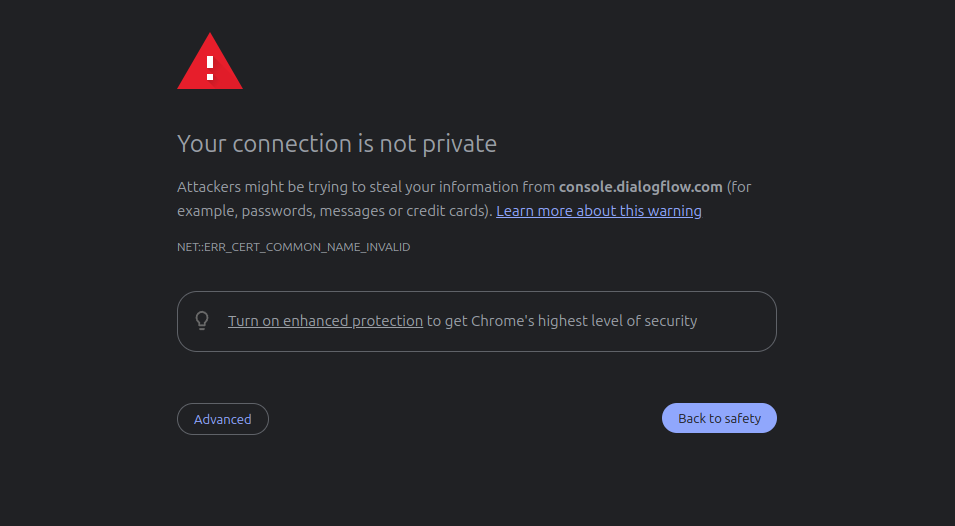 Your connection is not private
Attackers might be trying to steal your information from console.dialogflow.com (for
example, passwords, messages or credit cards). Learn more about this warning
NET::ERR_CERT_COMMON_NAME_INVALID
Turn on enhanced protection to get Chrome's highest level of security
Advanced
Back to safety